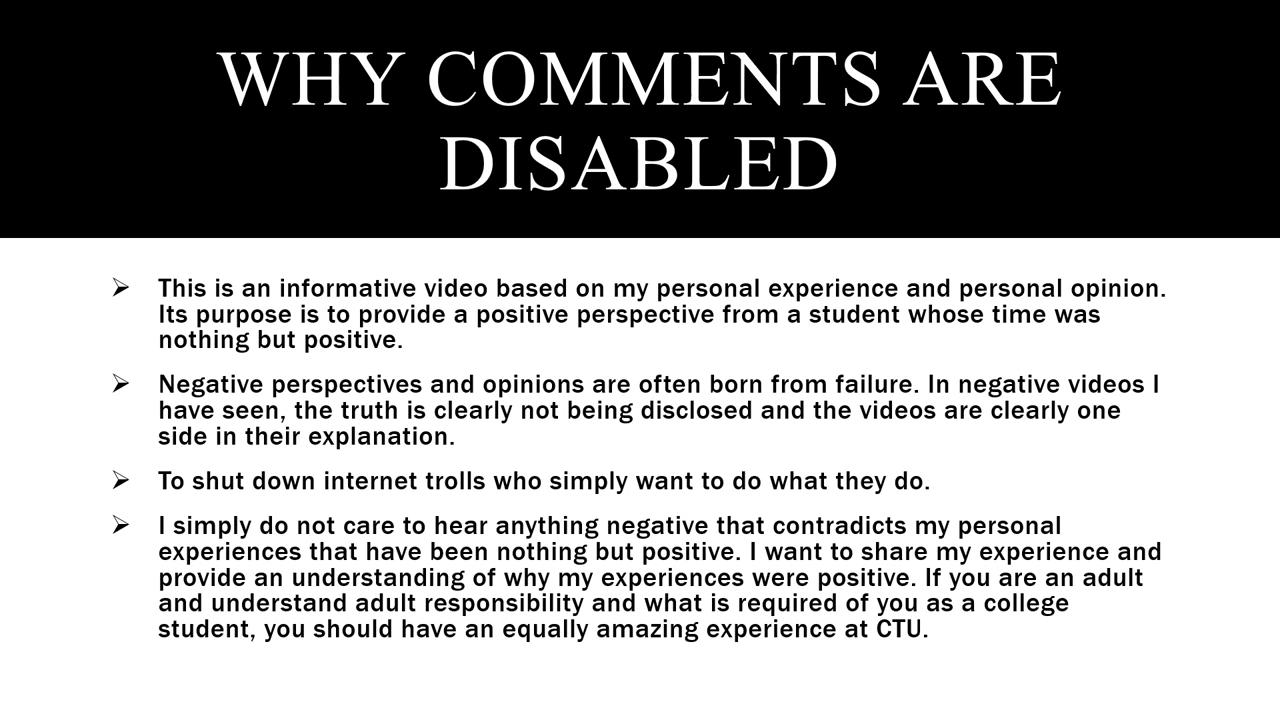 WHY COMMENTS ARE
DISABLED
➢ This is an informative video based on my personal experience and personal opinion.
Its purpose is to provide a positive perspective from a student whose time was
nothing but positive.
➢ Negative perspectives and opinions are often born from failure. In negative videos I
have seen, the truth is clearly not being disclosed and the videos are clearly one
side in their explanation.
➢ To shut down internet trolls who simply want to do what they do.
➢ I simply do not care to hear anything negative that contradicts my personal
experiences that have been nothing but positive. I want to share my experience and
provide an understanding of why my experiences were positive. If you are an adult
and understand adult responsibility and what is required of you as a college
student, you should have an equally amazing experience at CTU.